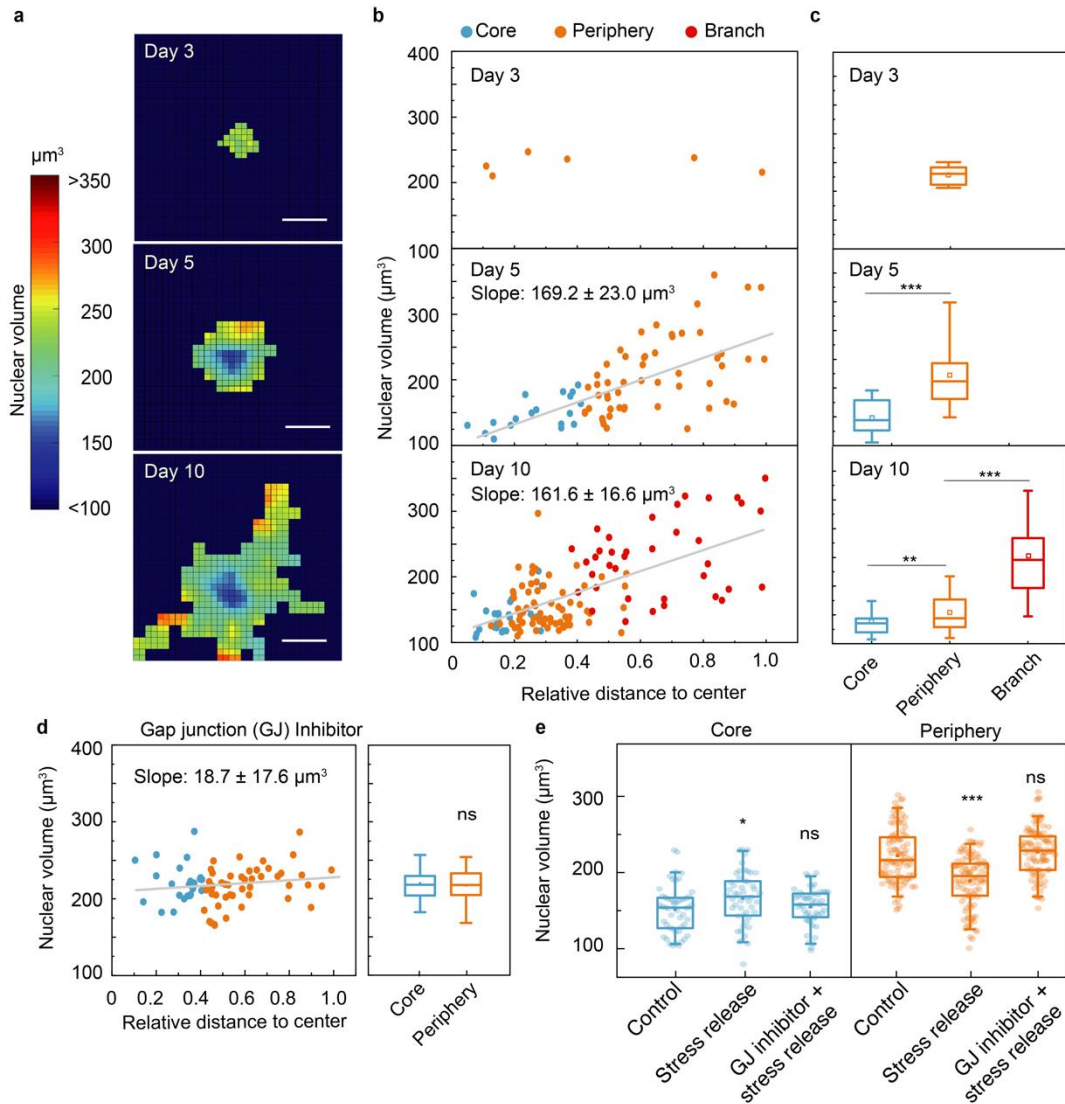 a
Day 3
µm³
>350
300
250
200
150
<100
Nuclear volume
Day 5
Day 10
b
Core
Periphery
Branch
400
300
200
100
Day 3
Nuclear volume (µm³)
Day 5
Slope: 169.2 ± 23.0 µm³
300
200
100
Day 10
Slope: 161.6 ± 16.6 µm³
300
200
100
0
0.2
0.4
0.6
0.8
1.0
Relative distance to center
c
Day 3
Day 5
***
Day 10
***
**
Core
Periphery
Branch
d
Gap junction (GJ) Inhibitor
400
300
200
100
Nuclear volume (µm³)
Slope: 18.7 ± 17.6 µm³
0
0.2
0.4
0.6
0.8
1.0
Relative distance to center
ns
Core
Periphery
e
Core
Periphery
Nuclear volume (µm³)
300
200
100
0
*
ns
***
ns
Control
Stress release
GJ inhibitor +
stress release
Control
Stress release
GJ inhibitor +
stress release